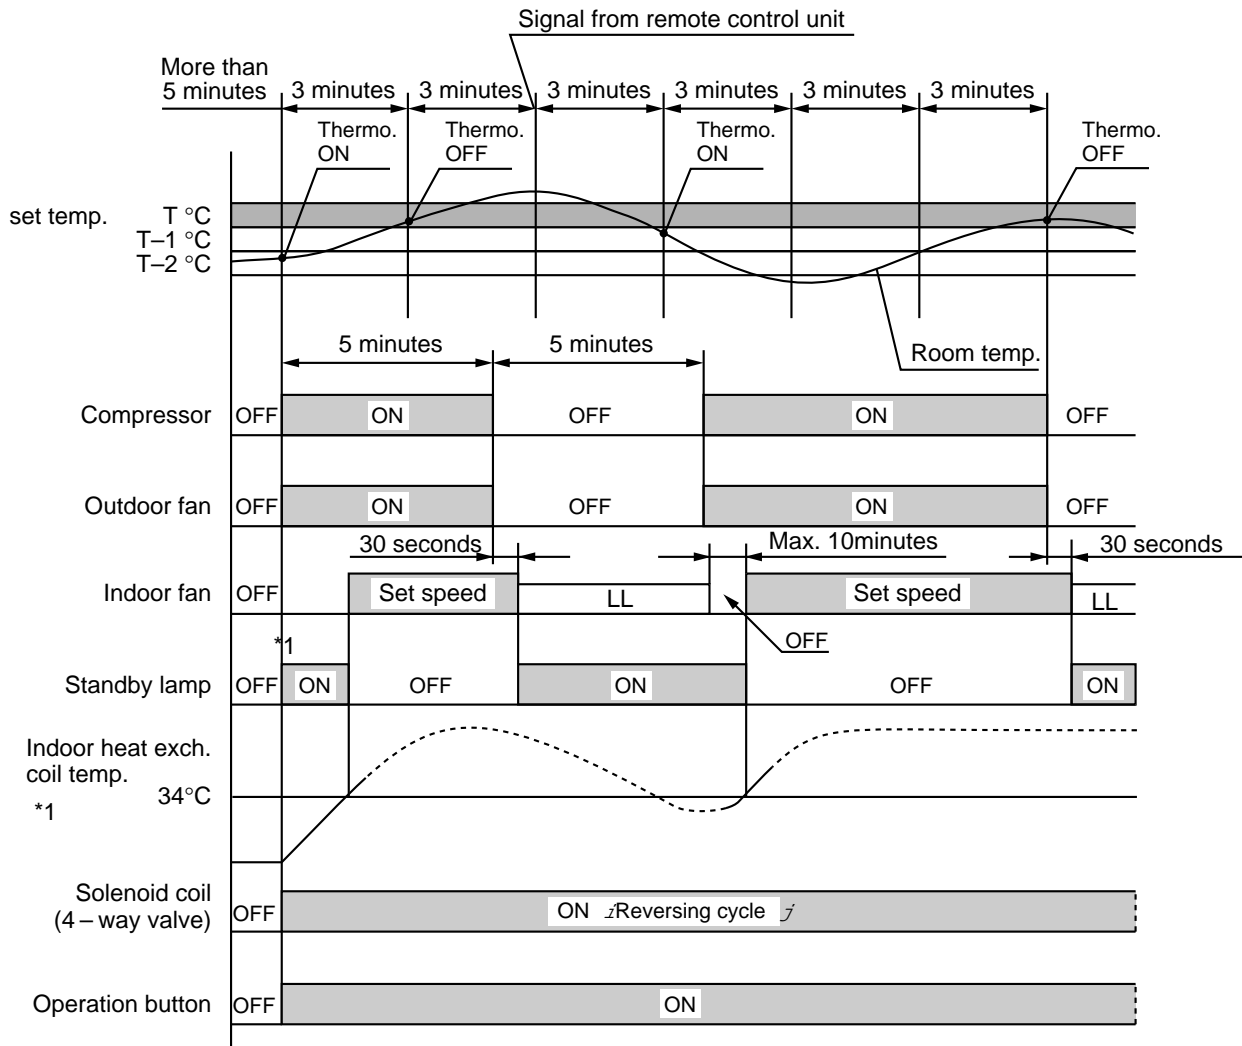 Signal from remote control unit
More than
5 minutes
3 minutes
3 minutes
3 minutes
3 minutes
3 minutes
3 minutes
Thermo.
ON
Thermo.
OFF
Thermo.
ON
Thermo.
OFF
set temp.
T °C
T–1 °C
T–2 °C
Room temp.
5 minutes
5 minutes
Compressor
OFF
ON
OFF
ON
OFF
Outdoor fan
OFF
ON
OFF
ON
OFF
30 seconds
Max. 10minutes
30 seconds
Indoor fan
OFF
Set speed
LL
OFF
Set speed
LL
*1
Standby lamp
OFF
ON
OFF
ON
OFF
ON
Indoor heat exch.
coil temp.
34°C
*1
Solenoid coil
(4 – way valve)
OFF
ON iReversing cycle j
Operation button
OFF
ON